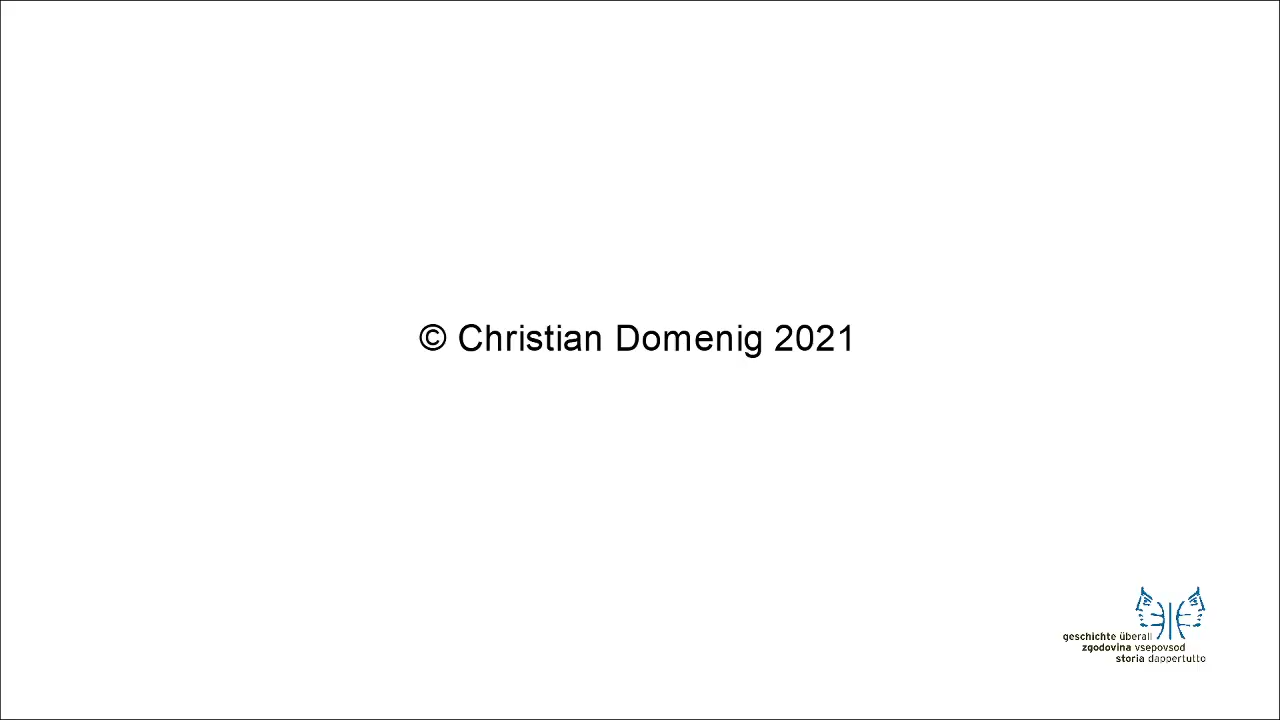 © Christian Domenig 2021
geschichte überall
zgodovina vsepovsod
storia dappertutto